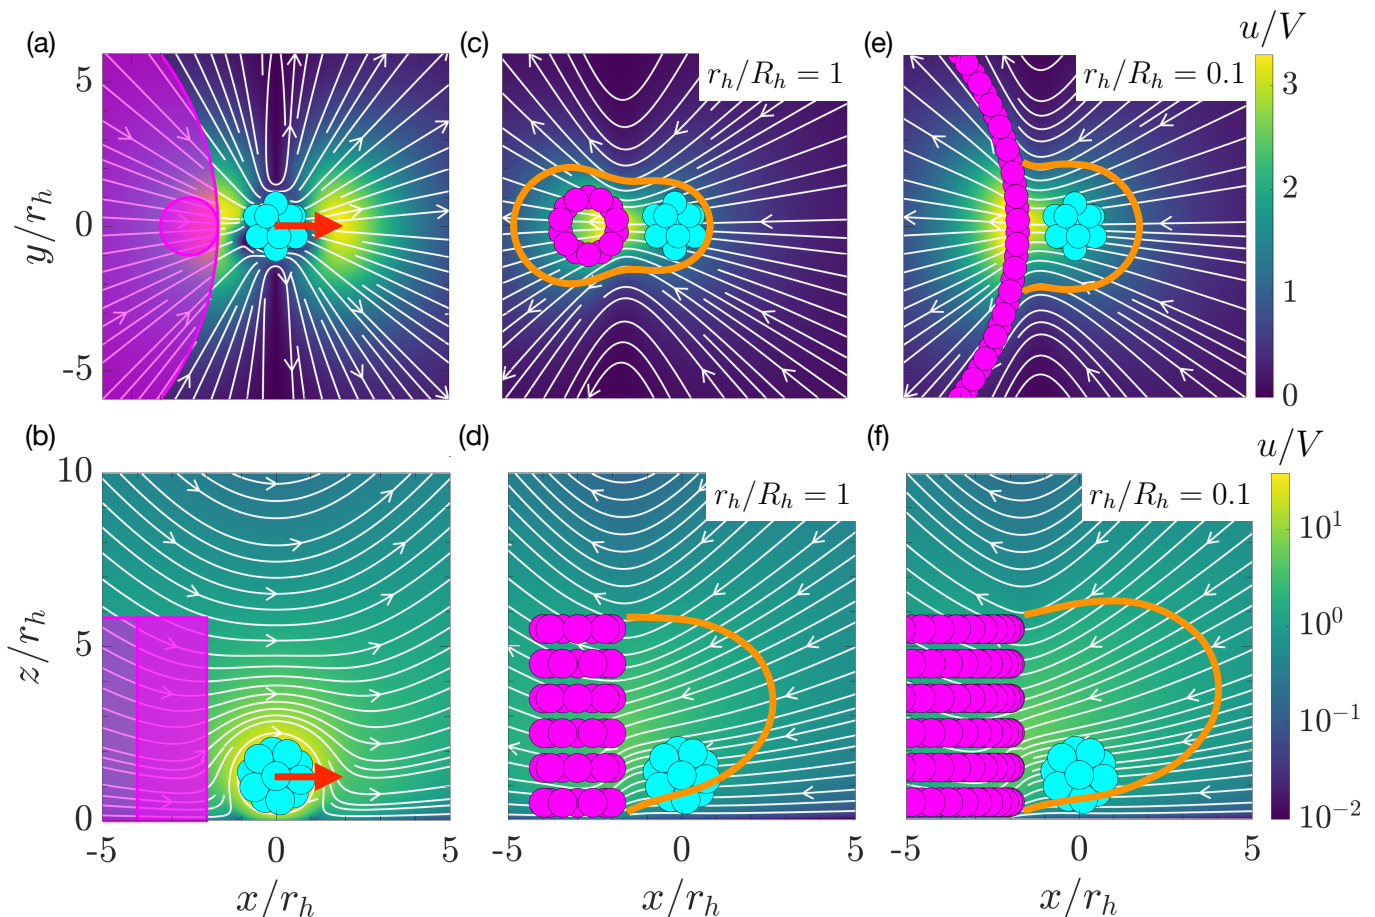 (a)
(c)
(e)
u/V
r_h/R_h = 1
r_h/R_h = 0.1
y/r_h
5
0
-5
3
2
1
0
(b)
(d)
(f)
u/V
r_h/R_h = 1
r_h/R_h = 0.1
z/r_h
10
5
0
10^1
10^0
10^{-1}
10^{-2}
-5 0 5
0 5
0 5
x/r_h
x/r_h
x/r_h